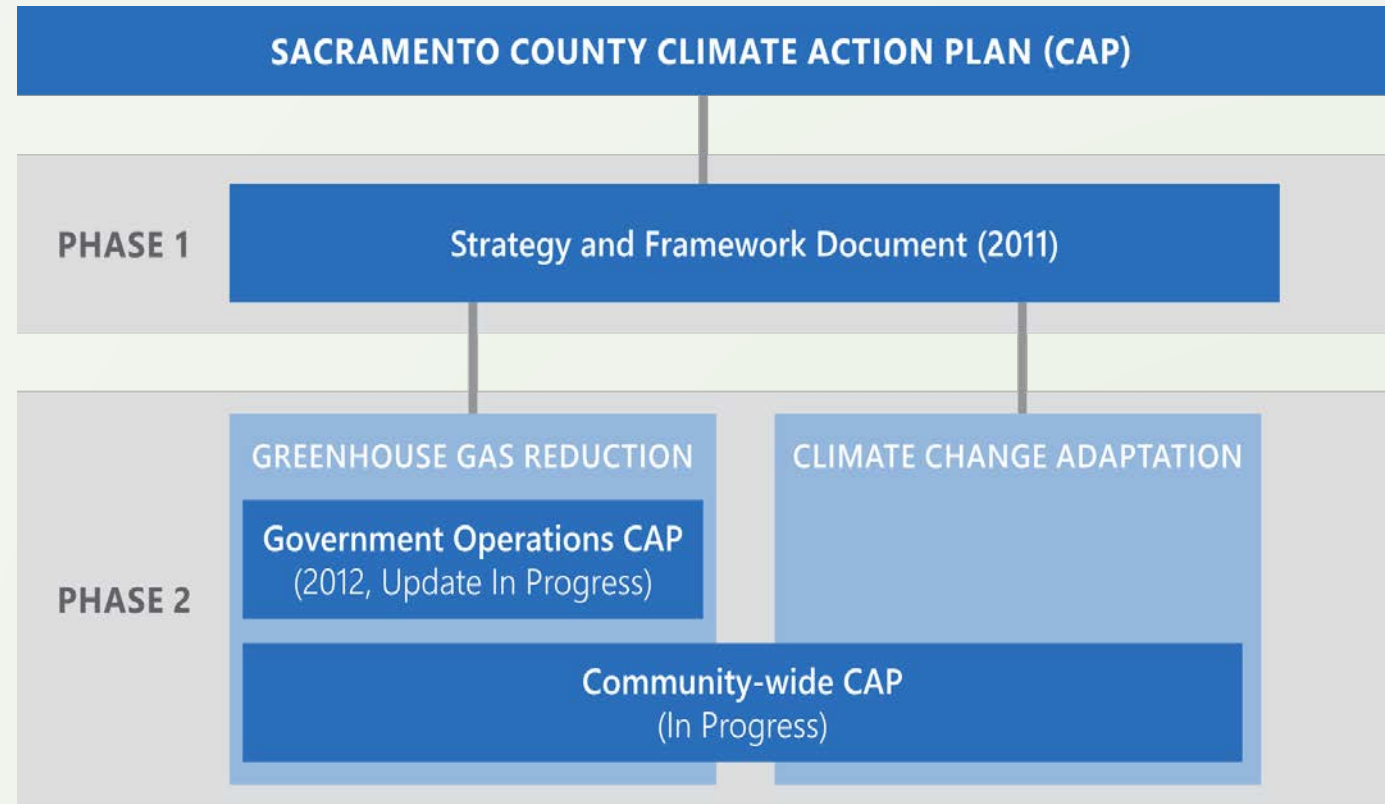 SACRAMENTO COUNTY CLIMATE ACTION PLAN (CAP)
PHASE 1
Strategy and Framework Document (2011)
PHASE 2
GREENHOUSE GAS REDUCTION
CLIMATE CHANGE ADAPTATION
Government Operations CAP
(2012, Update In Progress)
Community-wide CAP
(In Progress)